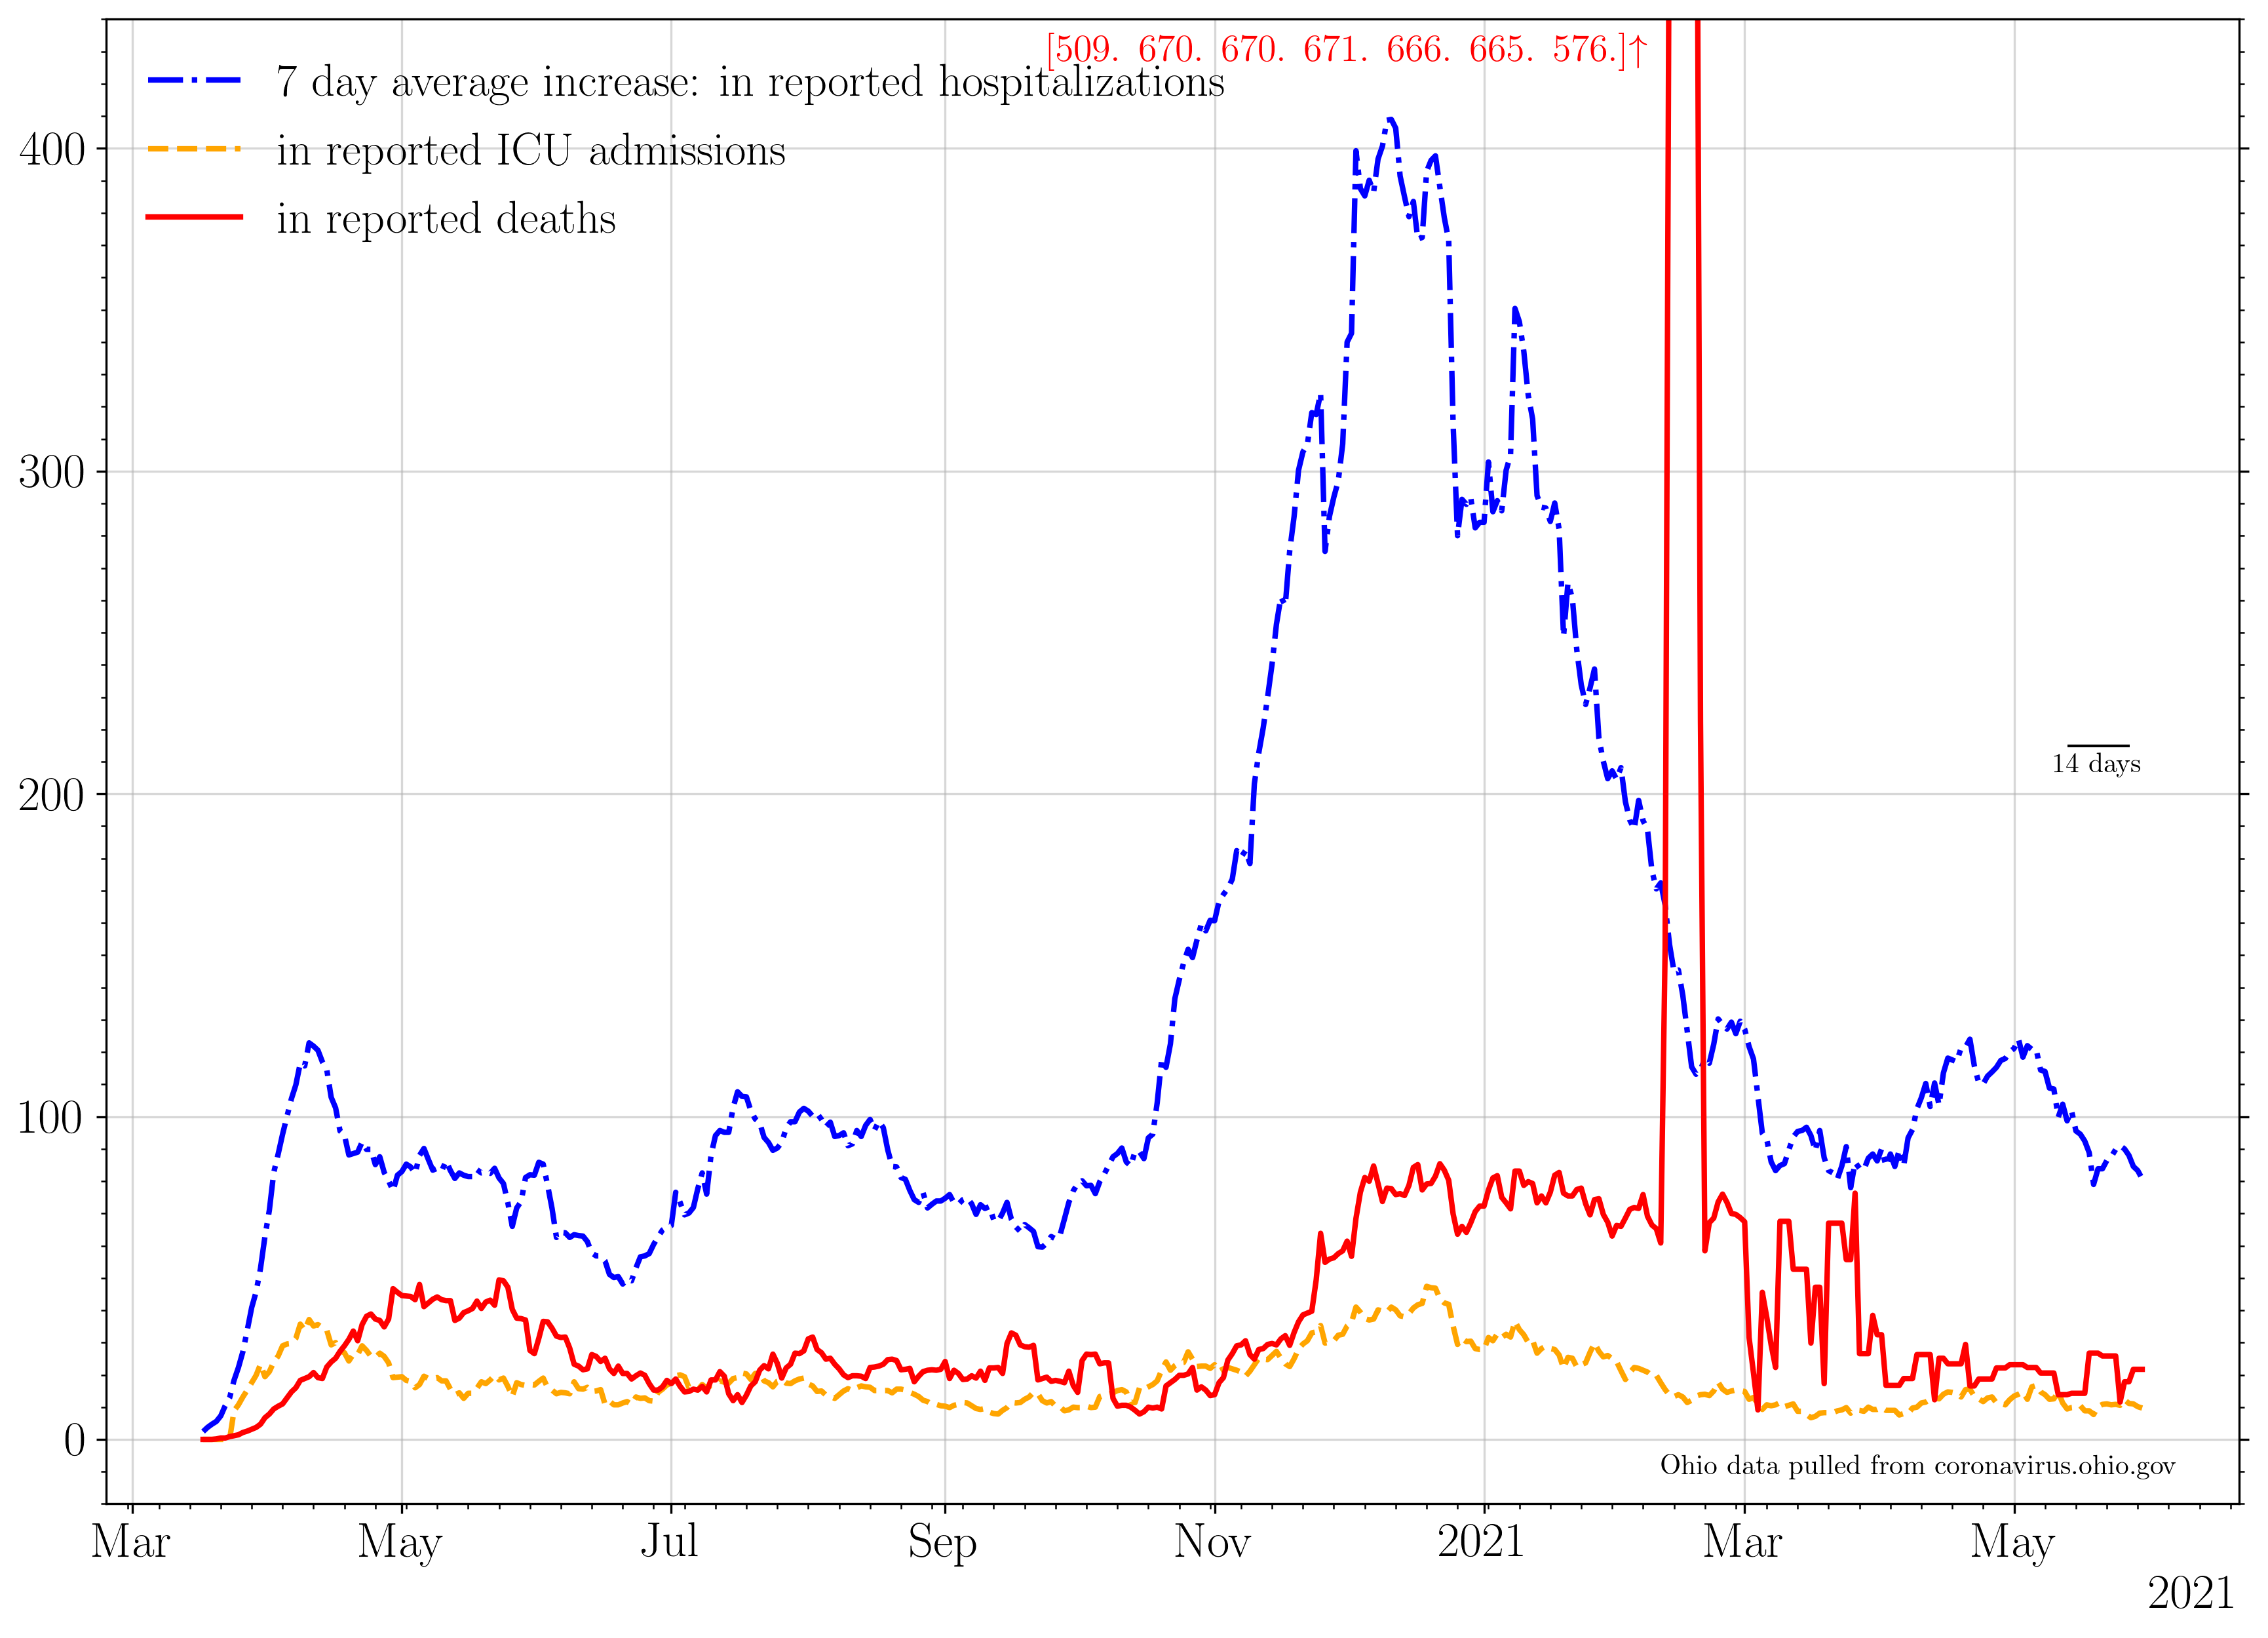 [509. 670. 670. 671. 666. 665. 576.]↑
7 day average increase: in reported hospitalizations
in reported ICU admissions
in reported deaths
400
300
200
100
0
14 days
Ohio data pulled from coronavirus.ohio.gov
Mar May Jul Sep Nov 2021 Mar May
2021